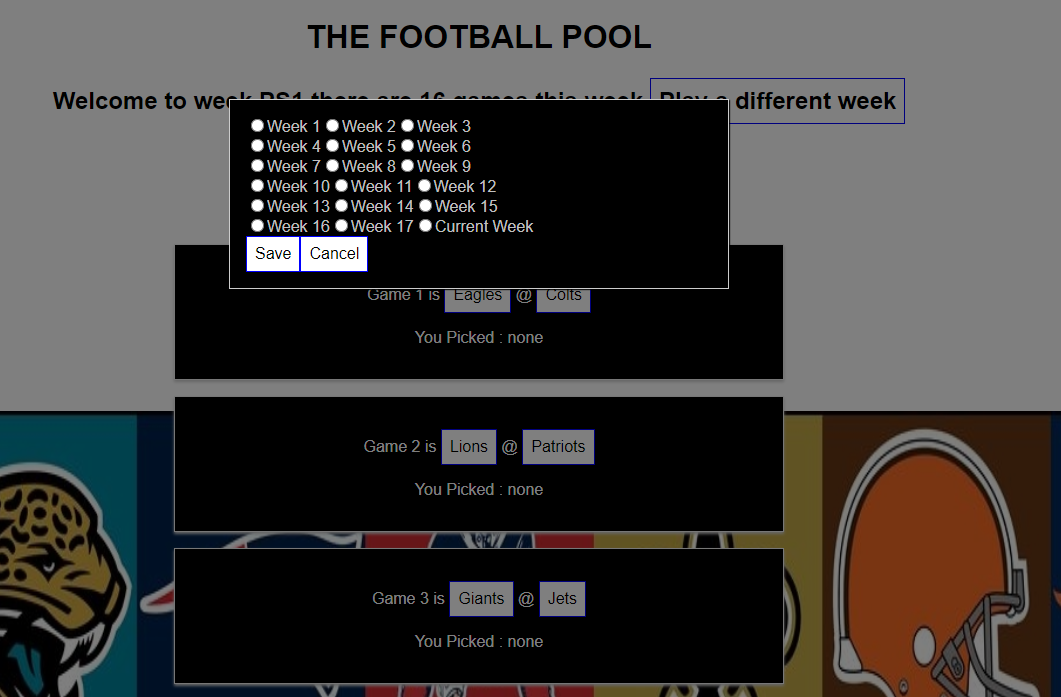 THE FOOTBALL POOL
Welcome to week PS1 there are 16 games this week Play a different week
Week 1 Week 2 Week 3
Week 4 Week 5 Week 6
Week 7 Week 8 Week 9
Week 10 Week 11 Week 12
Week 13 Week 14 Week 15
Week 16 Week 17 Current Week
Save Cancel
Game 1 is Eagles @ Colts
You Picked : none
Game 2 is Lions @ Patriots
You Picked : none
Game 3 is Giants @ Jets
You Picked : none